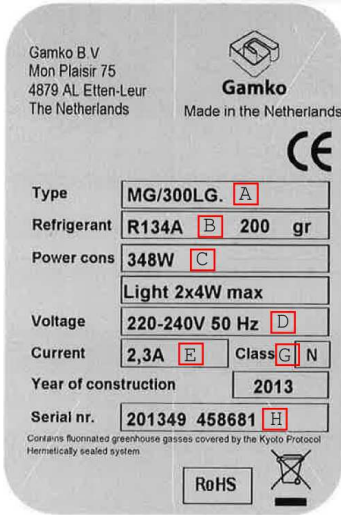 Gamko B.V
Mon Plaisir 75
4879 AL Etten-Leur
The Netherlands
Gamko
Made in the Netherlands
CE
Type MG/300LG. A
Refrigerant R134A B 200 gr
Power cons 348W C
Light 2x4W max
Voltage 220-240V 50 Hz D
Current 2,3A E Class G N
Year of construction 2013
Serial nr. 201349 458681 H
Contains fluonnated greenhouse gasses covered by the Kyoto Protocol
Hermetically sealed system
RoHS